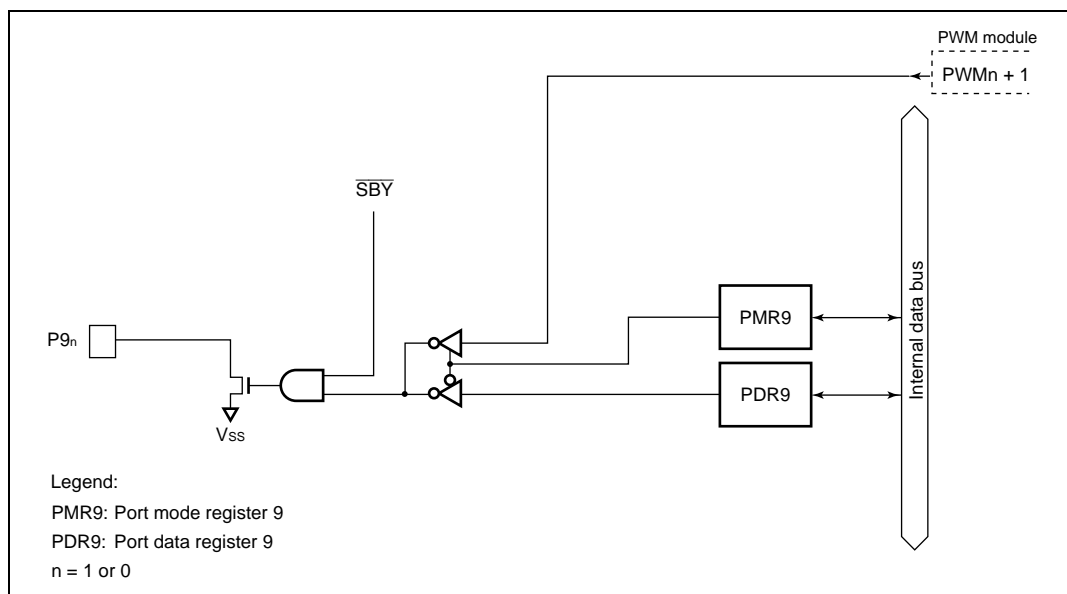 PWM module
PWMn + 1
SBY
PMR9
P9n
PDR9
Internal data bus
VSS
Legend:
PMR9: Port mode register 9
PDR9: Port data register 9
n = 1 or 0